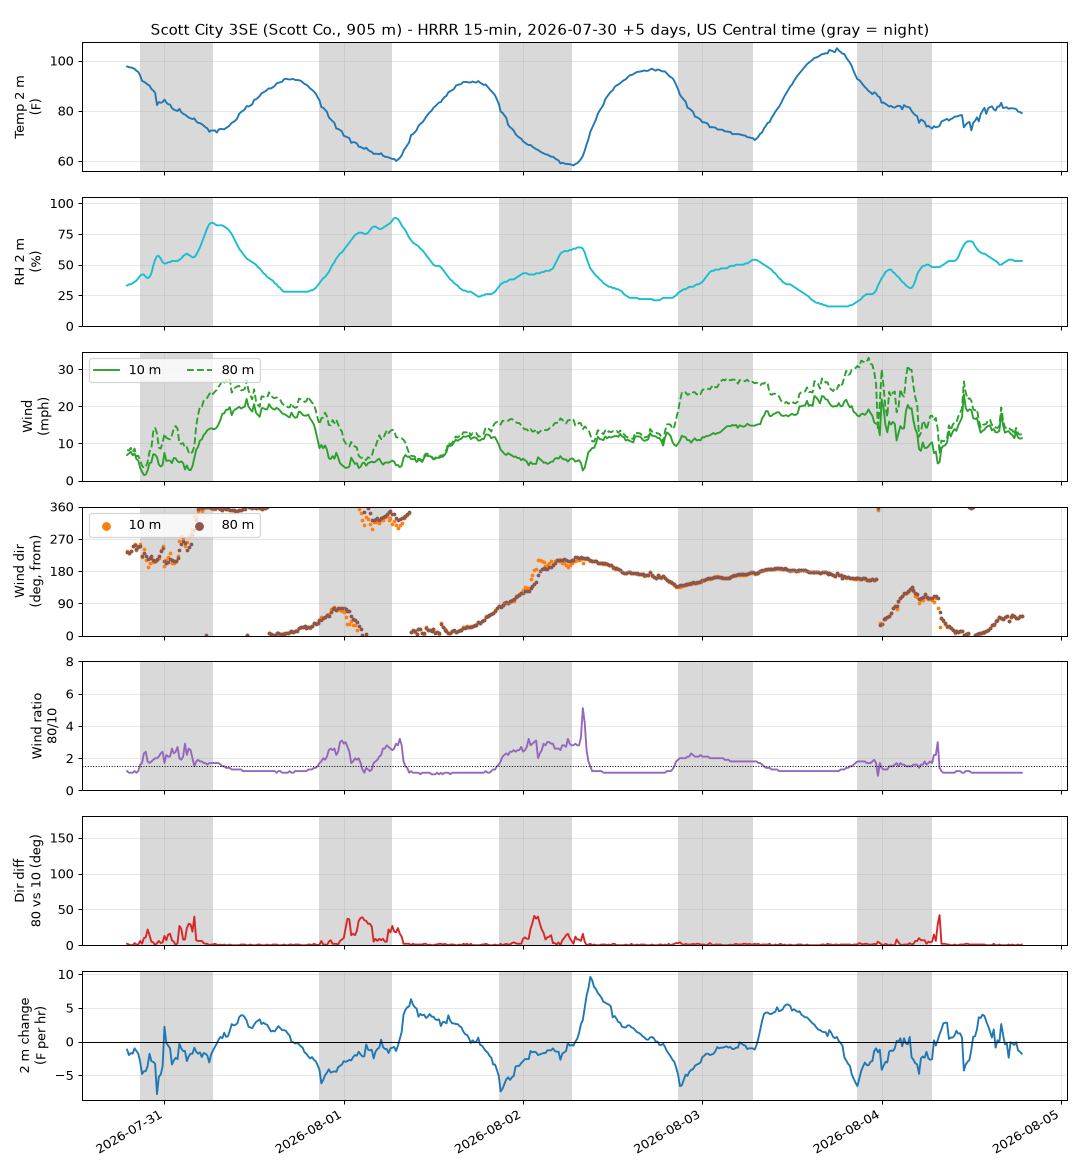 Scott City 3SE (Scott Co., 905 m) - HRRR 15-min, 2026-07-30 +5 days, US Central time (gray = night)
Temp 2 m
(F)
100
80
60
RH 2 m
(%)
100
75
50
25
0
Wind
(mph)
30
20
10
0
10 m
80 m
Wind dir
(deg, from)
360
270
180
90
0
10 m
80 m
Wind ratio
80/10
8
6
4
2
0
Dir diff
80 vs 10 (deg)
150
100
50
0
2 m change
(F per hr)
10
5
0
−5
2026-07-31
2026-08-01
2026-08-02
2026-08-03
2026-08-04
2026-08-05